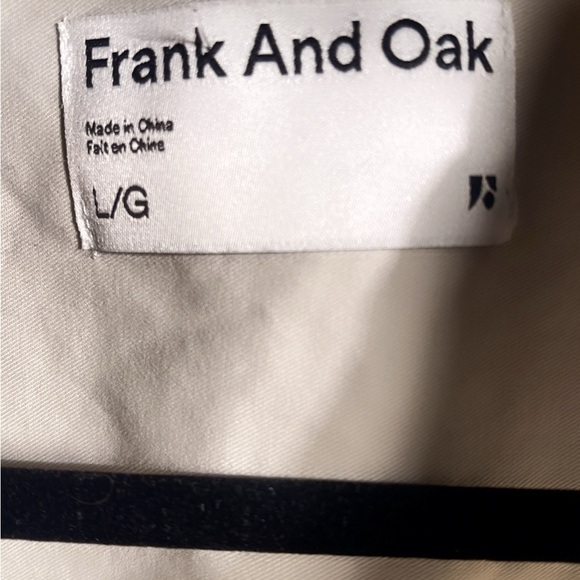 Frank And Oak
Made in China
Fait en Chine
L/G